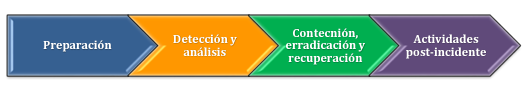 Preparación
Detección y
análisis
Contecnión,
erradicación y
recuperación
Actividades
post-incidente